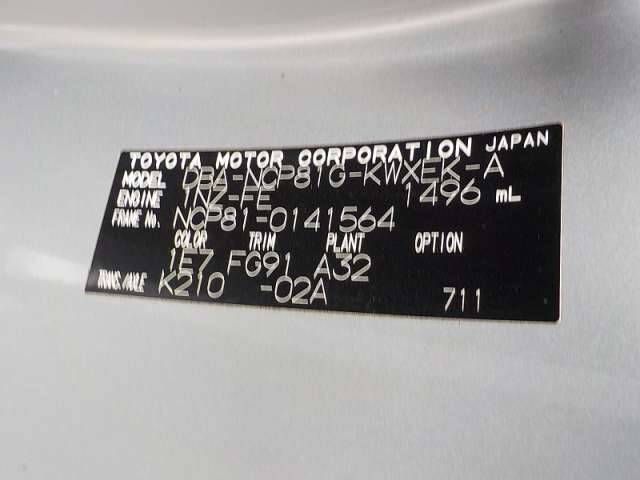 TOYOTA MOTOR CORPORATION JAPAN
MODEL DBA-NCP81G-KWXEK-A
ENGINE 1NZ-FE 1496 mL
FRAME No. NCP81-0141564
COLOR TRIM PLANT OPTION
1E7 FG91 A32
TRANS./AXLE K210 -02A 711